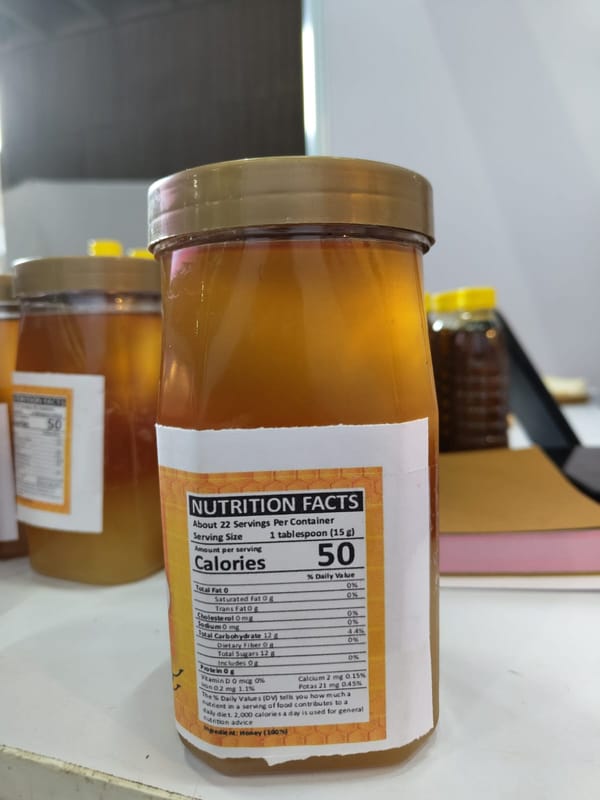 NUTRITION FACTS
About 22 Servings Per Container
Serving Size 1 tablespoon (15 g)
Amount per serving
Calories 50
% Daily Value
Total Fat 0 0%
Saturated Fat 0 g 0%
Trans Fat 0 g
Cholesterol 0 mg 0%
Sodium 0 mg 0%
Total Carbohydrate 12 g 4.4%
Dietary Fiber 0 g 0%
Total Sugars 12 g
Includes 0 g 0%
Protein 0 g
Vitamin D 0 mcg 0% Calcium 2 mg 0.15%
Iron 0.2 mg 1.1% Potas 21 mg 0.45%
The % Daily Values (DV) tells you how much a
nutrient in a serving of food contributes to a
daily diet. 2,000 calories a day is used for general
nutrition advice
Ingredient: Honey (100%)
NUTRITION FACTS
50